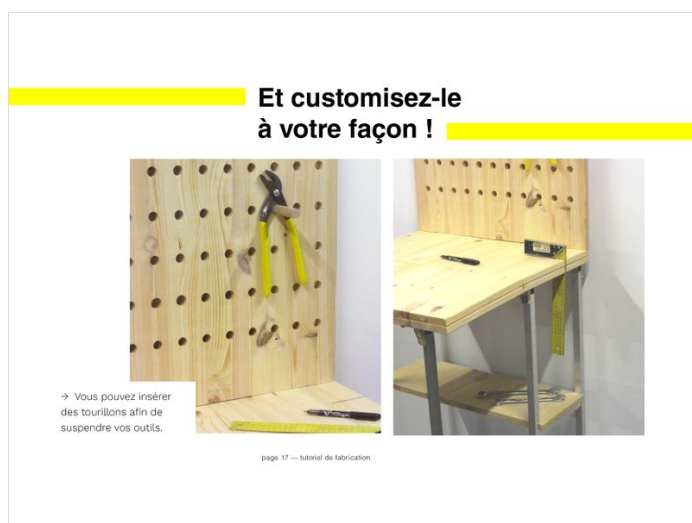 Et customisez-le
à votre façon !
→ Vous pouvez insérer
des tourillons afin de
suspendre vos outils.
page 17 — tutoriel de fabrication